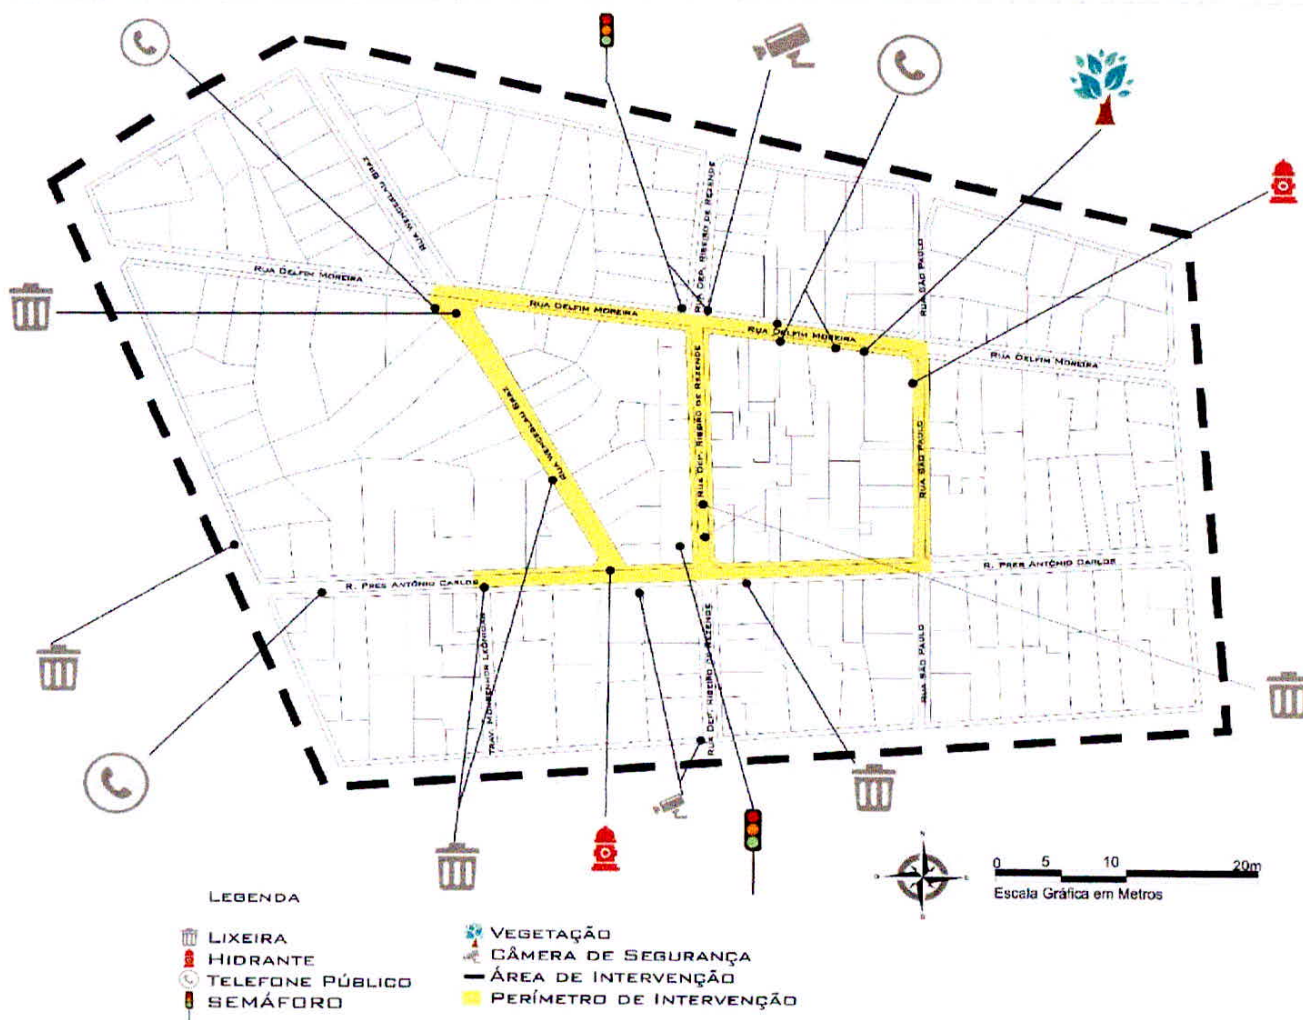 RUA WENCESLAU BRAZ
RUA DEP. RIBEIRO DE REZENDE
RUA SÃO PAULO
RUA DELFIM MOREIRA
RUA DELFIM MOREIRA
RUA DELFIM MOREIRA
RUA DELFIM MOREIRA
RUA WENCESLAU BRAZ
RUA DEP. RIBEIRO DE REZENDE
RUA SÃO PAULO
R. PRES ANTÔNIO CARLOS
R. PRES ANTÔNIO CARLOS
TRAV. MONSENHOR LEÔNIDAS
RUA DEP. RIBEIRO DE REZENDE
RUA SÃO PAULO
0 5 10 20m
Escala Gráfica em Metros
LEGENDA
LIXEIRA
HIDRANTE
TELEFONE PÚBLICO
SEMÁFORO
VEGETAÇÃO
CÂMERA DE SEGURANÇA
ÁREA DE INTERVENÇÃO
PERÍMETRO DE INTERVENÇÃO